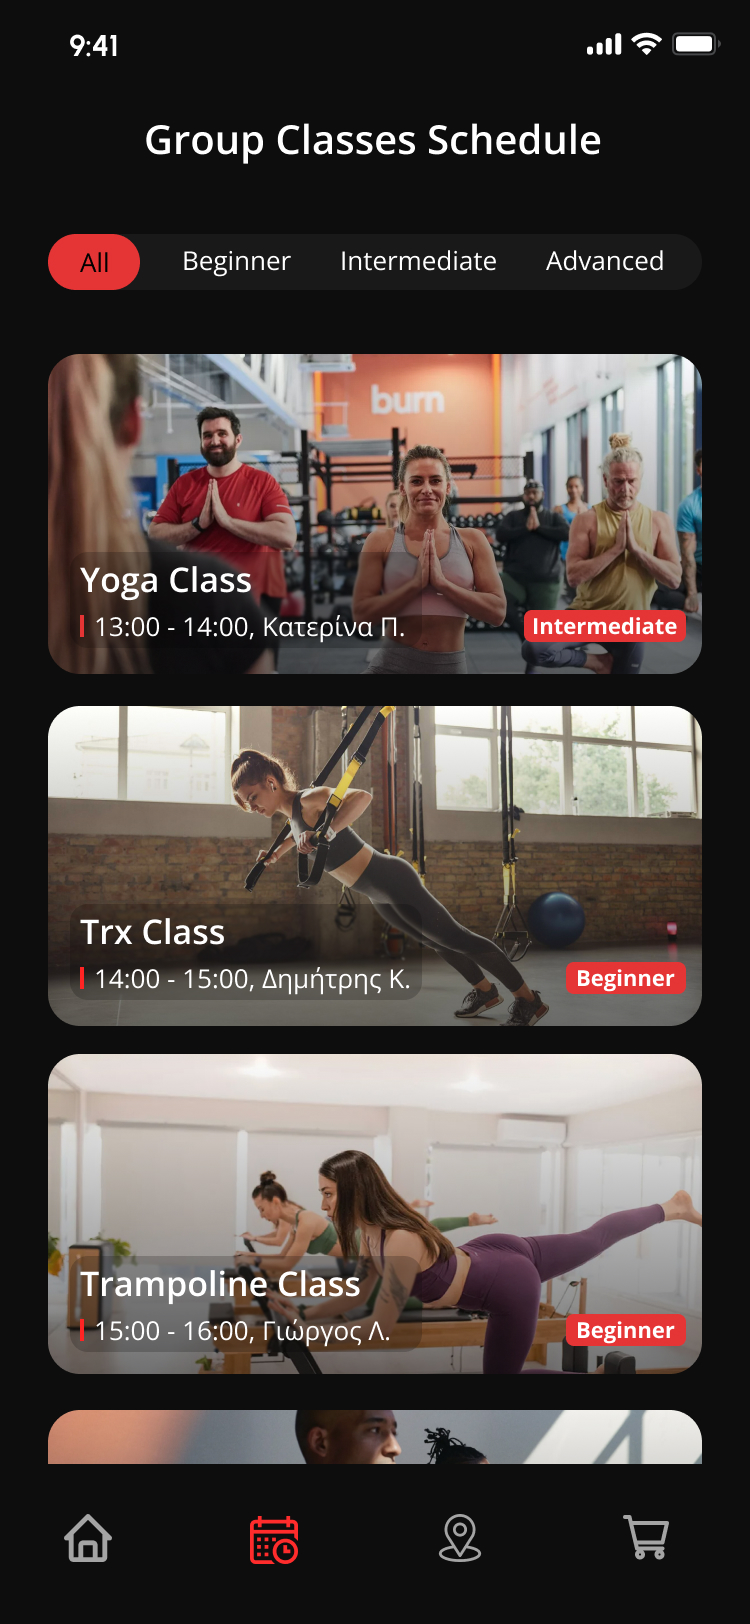 9:41
Group Classes Schedule
All Beginner Intermediate Advanced
burn
Yoga Class
13:00 - 14:00, Κατερίνα Π.
Intermediate
Trx Class
14:00 - 15:00, Δημήτρης Κ.
Beginner
Trampoline Class
15:00 - 16:00, Γιώργος Λ.
Beginner